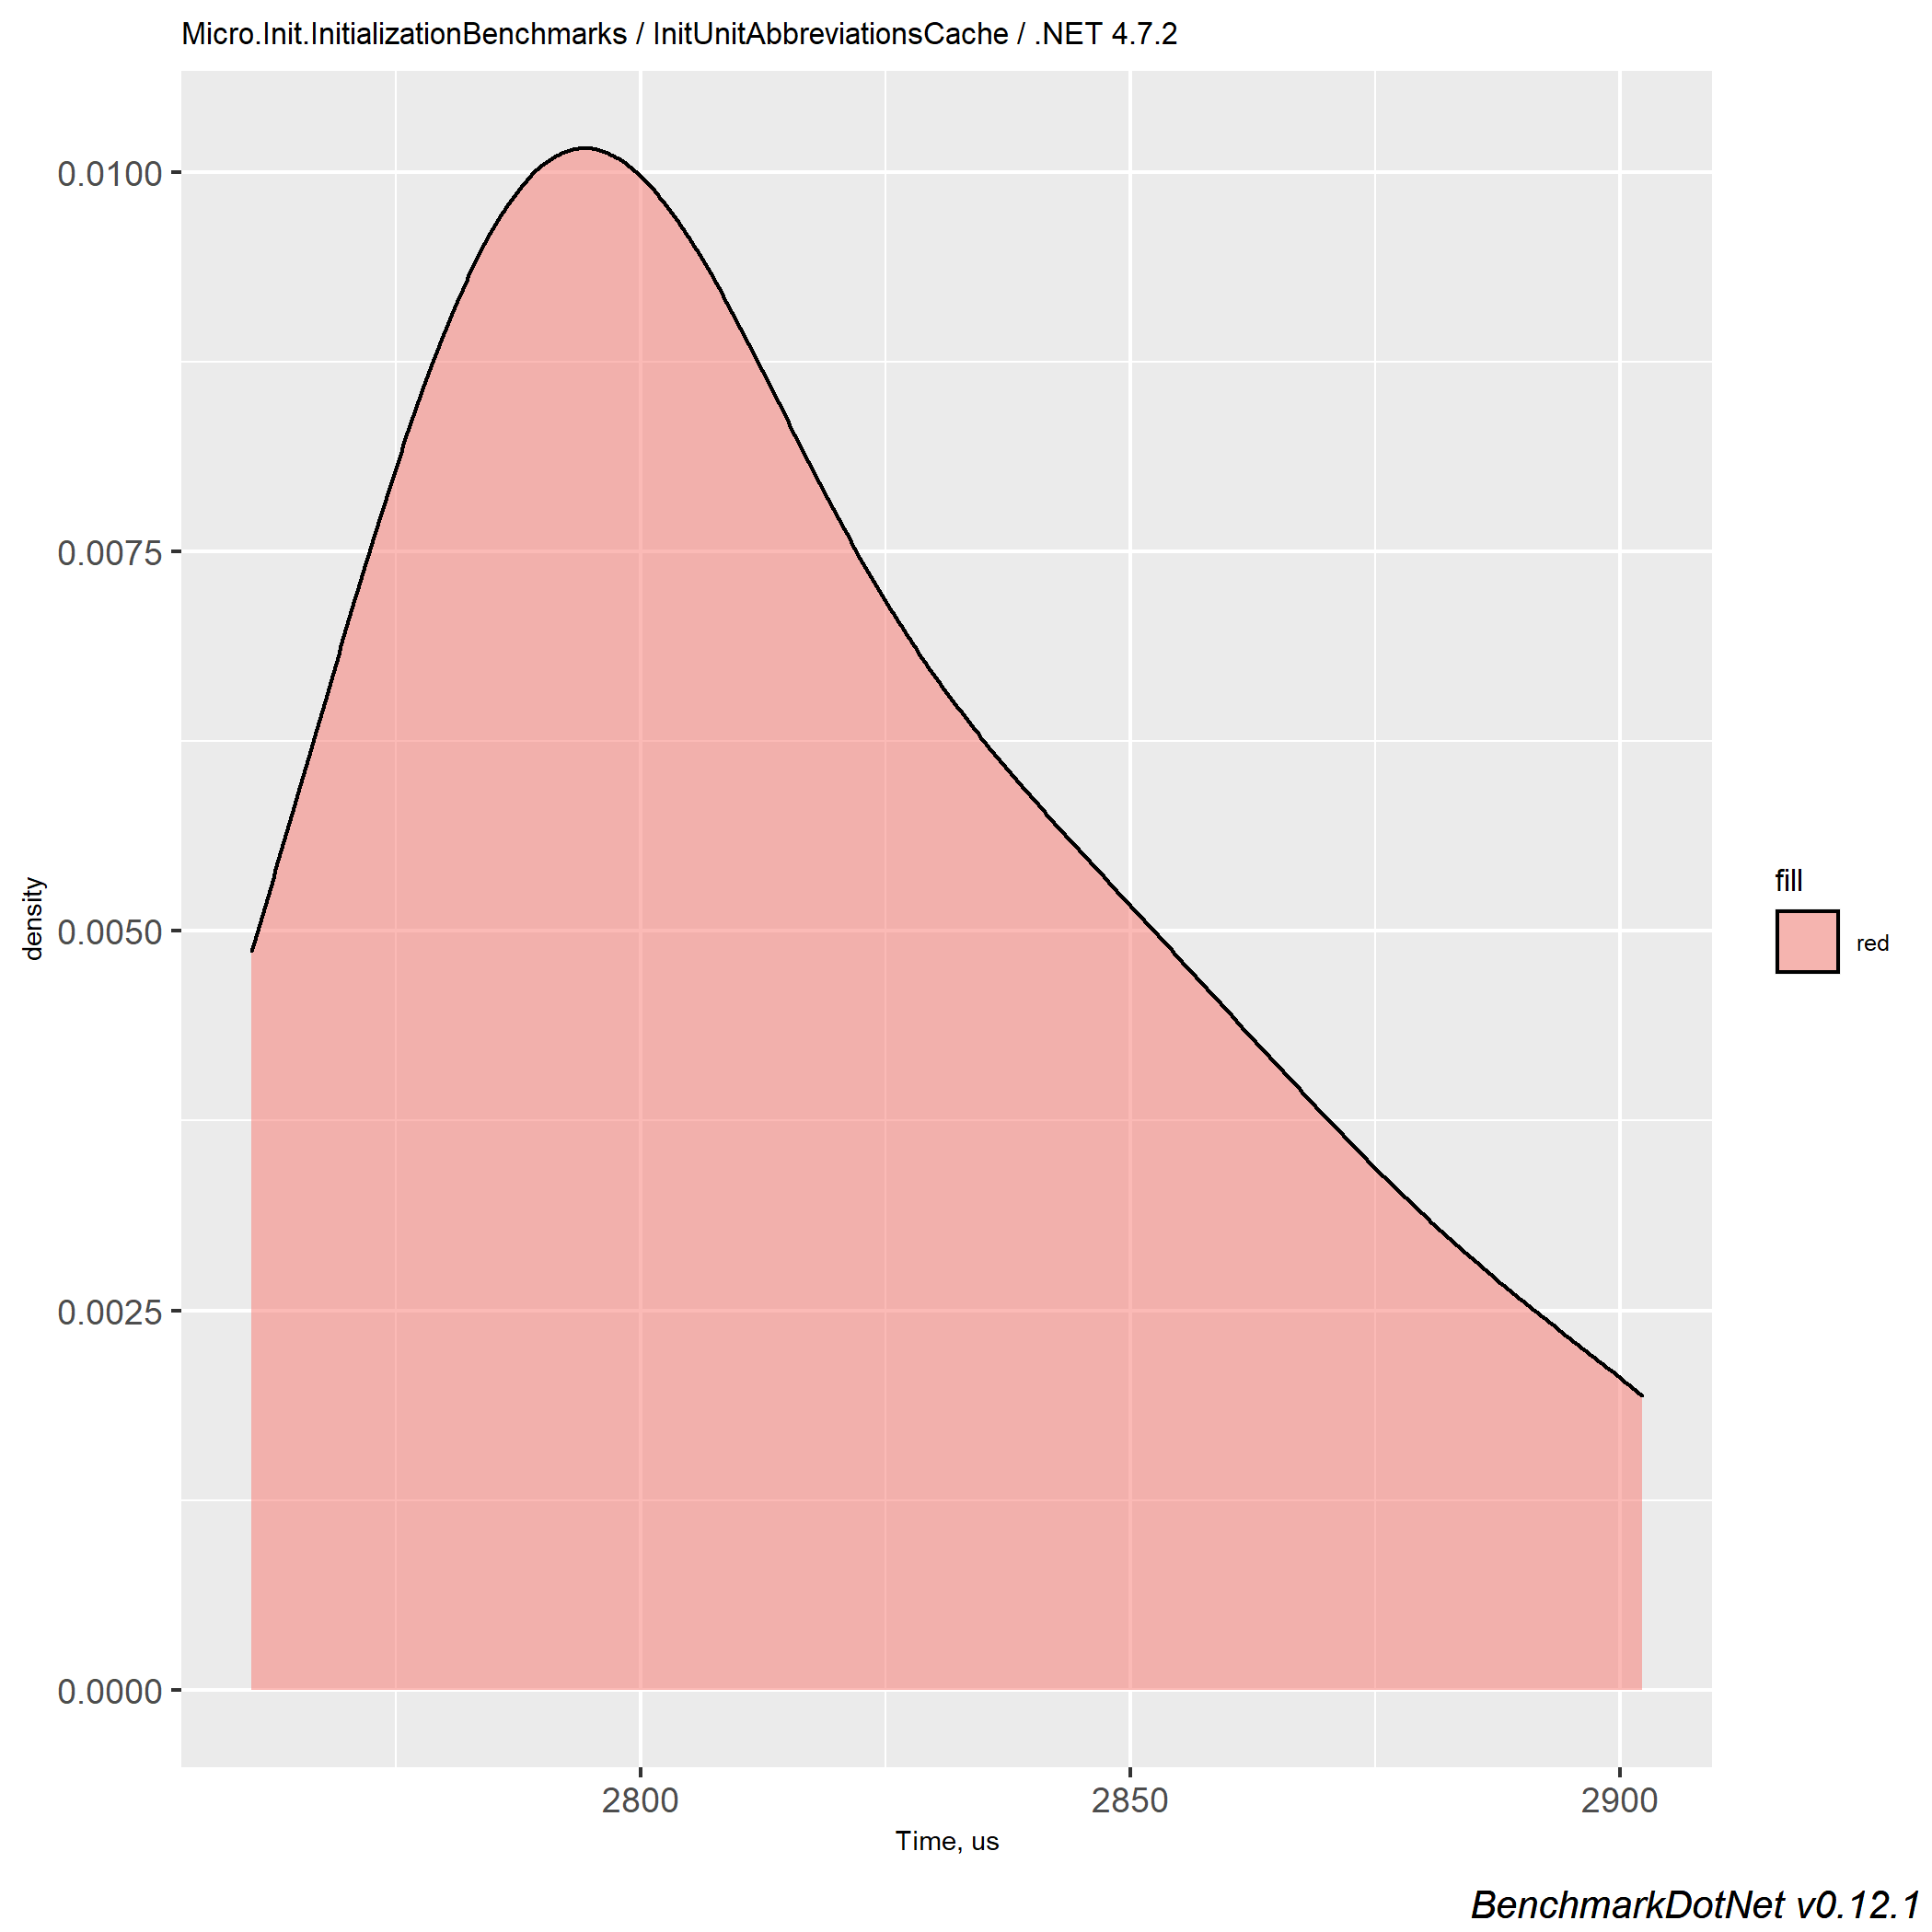 Micro.Init.InitializationBenchmarks / InitUnitAbbreviationsCache / .NET 4.7.2
0.0100
0.0075
0.0050
0.0025
0.0000
density
2800 2850 2900
Time, us
fill
red
BenchmarkDotNet v0.12.1